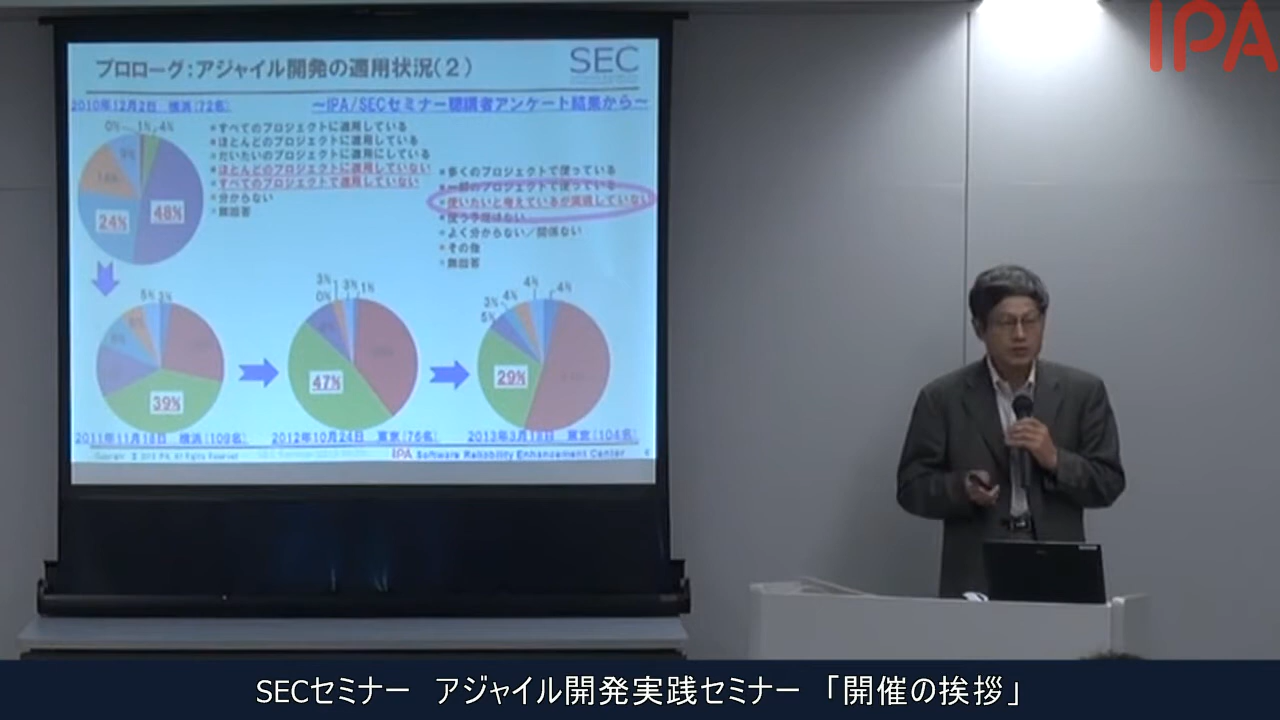 IPA
SEC
プロローグ:アジャイル開発の適用状況(2)
2010年12月2日 横浜(72名)
～IPA/SECセミナー聴講者アンケート結果から～
0% 1% 4%
9%
14%
24%
48%
すべてのプロジェクトに適用している
ほとんどのプロジェクトに適用している
だいたいのプロジェクトに適用にしている
ほとんどのプロジェクトに適用していない
すべてのプロジェクトで適用していない
分からない
無回答
多くのプロジェクトで使っている
一部のプロジェクトで使っている
使いたいと考えているが実現していない
使う予定はない
よく分からない/関係ない
その他
無回答
5% 3%
39%
3% 3% 1%
0%
47%
4% 4%
3% 4%
5%
29%
2011年11月18日 横浜(109名)
2012年10月24日 東京(76名)
2013年3月18日 東京(104名)
IPA Software Reliability Enhancement Center 6
SECセミナー アジャイル開発実践セミナー 「開催の挨拶」